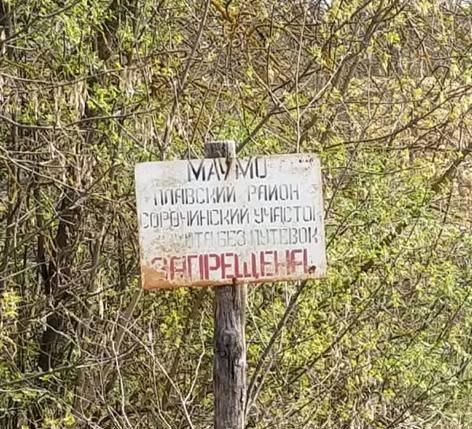 МАУМО
ПЛАВСКИЙ РАЙОН
СОРОЧИНСКИЙ УЧАСТОК
БЕЗ ПУТЕВОК
ЗАПРЕЩЕНА!